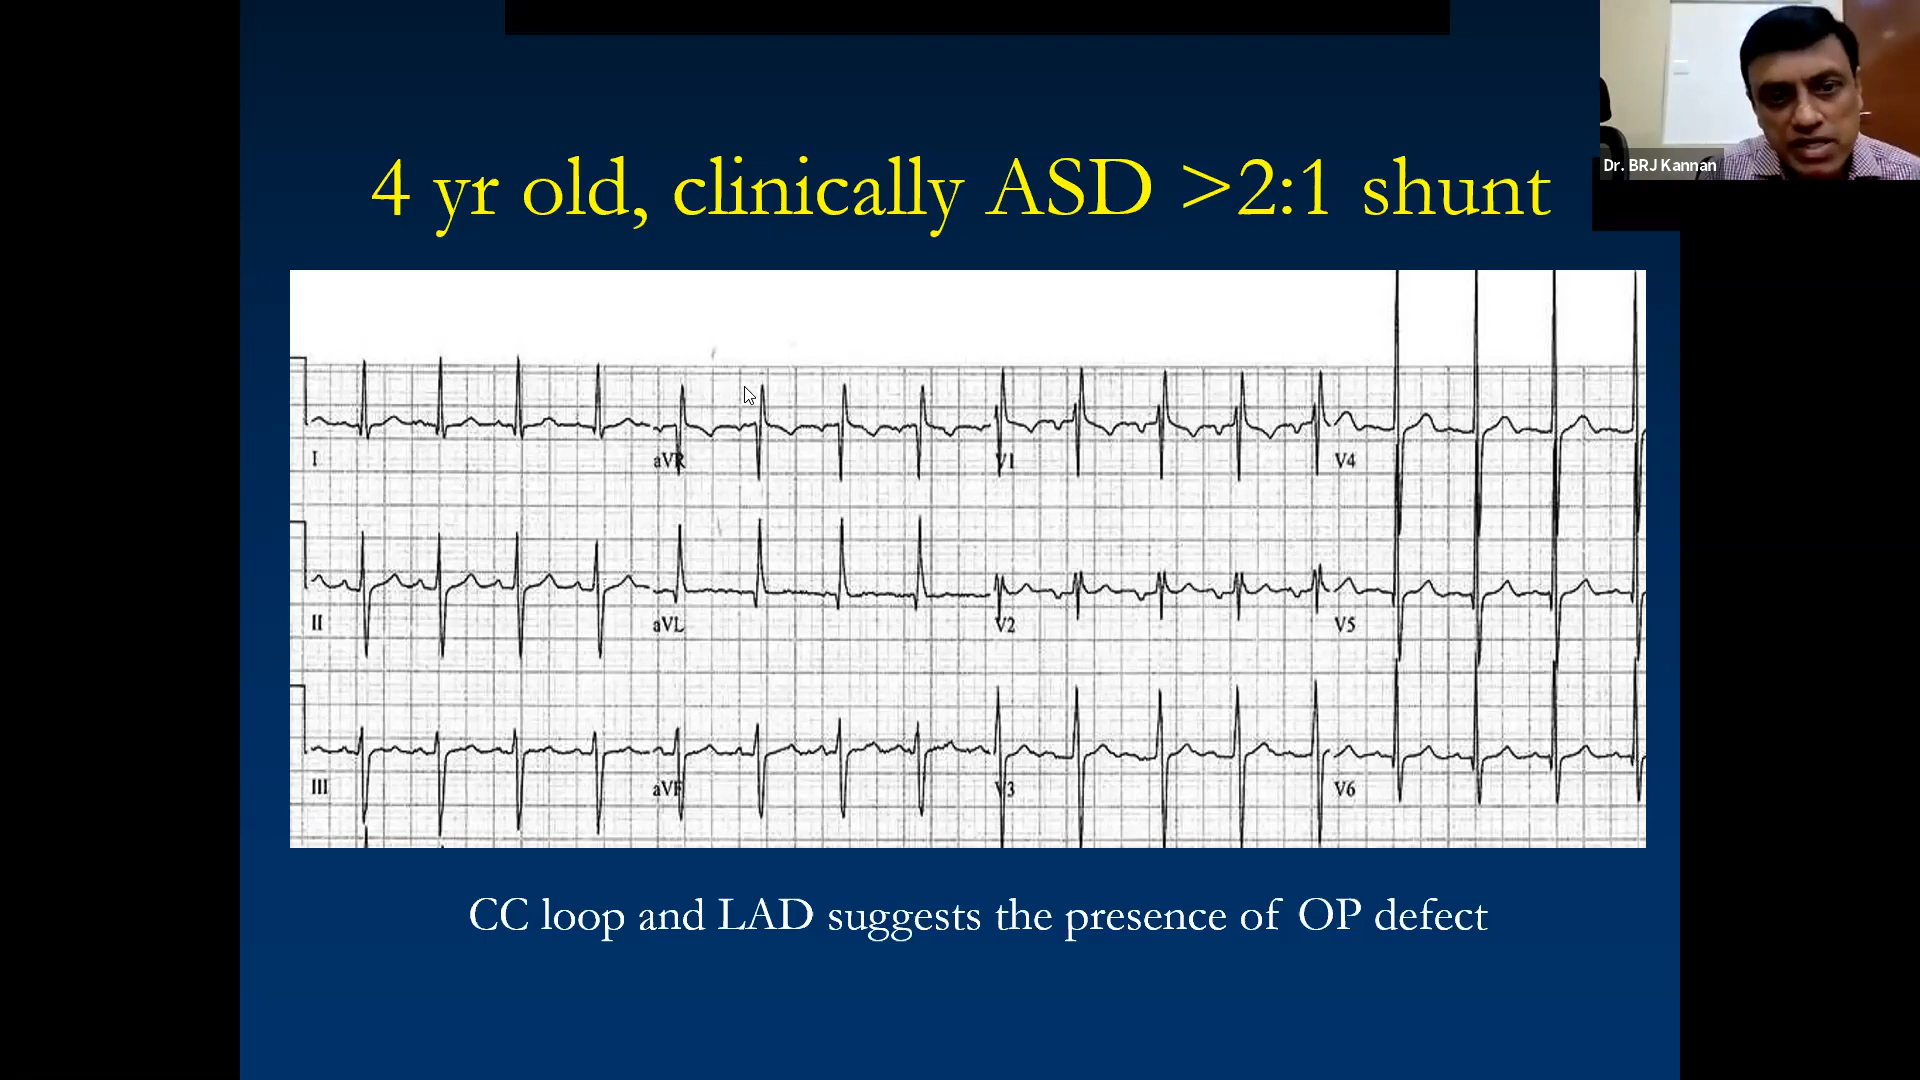 Dr. BRJ Kannan
4 yr old, clinically ASD >2:1 shunt
I
aVR
V1
V4
II
aVL
V2
V5
III
aVF
V3
V6
CC loop and LAD suggests the presence of OP defect